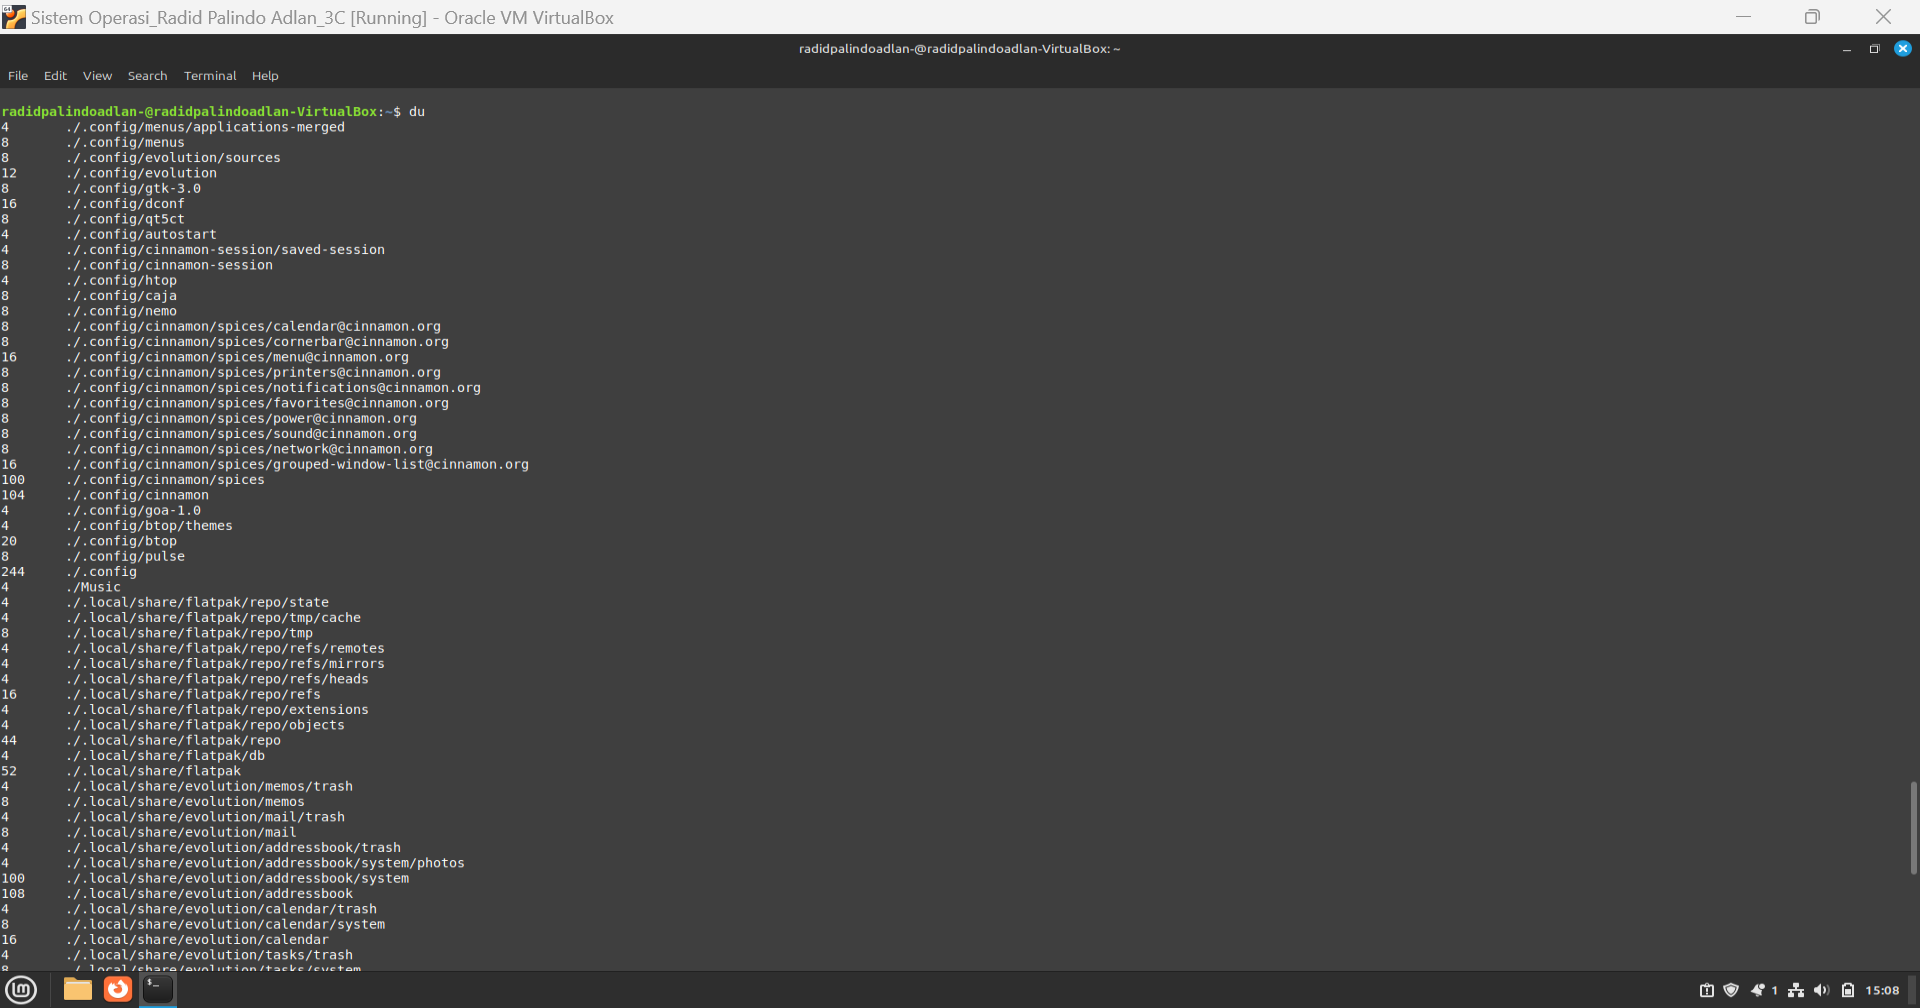 Sistem Operasi_Radid Palindo Adlan_3C [Running] - Oracle VM VirtualBox
radidpalindoadlan-@radidpalindoadlan-VirtualBox: ~
File Edit View Search Terminal Help
radidpalindoadlan-@radidpalindoadlan-VirtualBox:~$ du
4 ./.config/menus/applications-merged
8 ./.config/menus
8 ./.config/evolution/sources
12 ./.config/evolution
8 ./.config/gtk-3.0
16 ./.config/dconf
8 ./.config/qt5ct
4 ./.config/autostart
4 ./.config/cinnamon-session/saved-session
8 ./.config/cinnamon-session
4 ./.config/htop
8 ./.config/caja
8 ./.config/nemo
8 ./.config/cinnamon/spices/calendar@cinnamon.org
8 ./.config/cinnamon/spices/cornerbar@cinnamon.org
16 ./.config/cinnamon/spices/menu@cinnamon.org
8 ./.config/cinnamon/spices/printers@cinnamon.org
8 ./.config/cinnamon/spices/notifications@cinnamon.org
8 ./.config/cinnamon/spices/favorites@cinnamon.org
8 ./.config/cinnamon/spices/power@cinnamon.org
8 ./.config/cinnamon/spices/sound@cinnamon.org
8 ./.config/cinnamon/spices/network@cinnamon.org
16 ./.config/cinnamon/spices/grouped-window-list@cinnamon.org
100 ./.config/cinnamon/spices
104 ./.config/cinnamon
4 ./.config/goa-1.0
4 ./.config/btop/themes
20 ./.config/btop
8 ./.config/pulse
244 ./.config
4 ./Music
4 ./.local/share/flatpak/repo/state
4 ./.local/share/flatpak/repo/tmp/cache
8 ./.local/share/flatpak/repo/tmp
4 ./.local/share/flatpak/repo/refs/remotes
4 ./.local/share/flatpak/repo/refs/mirrors
4 ./.local/share/flatpak/repo/refs/heads
16 ./.local/share/flatpak/repo/refs
4 ./.local/share/flatpak/repo/extensions
4 ./.local/share/flatpak/repo/objects
44 ./.local/share/flatpak/repo
4 ./.local/share/flatpak/db
52 ./.local/share/flatpak
4 ./.local/share/evolution/memos/trash
8 ./.local/share/evolution/memos
4 ./.local/share/evolution/mail/trash
8 ./.local/share/evolution/mail
4 ./.local/share/evolution/addressbook/trash
4 ./.local/share/evolution/addressbook/system/photos
100 ./.local/share/evolution/addressbook/system
108 ./.local/share/evolution/addressbook
4 ./.local/share/evolution/calendar/trash
8 ./.local/share/evolution/calendar/system
16 ./.local/share/evolution/calendar
4 ./.local/share/evolution/tasks/trash
8 ./.local/share/evolution/tasks/system
1 15:08